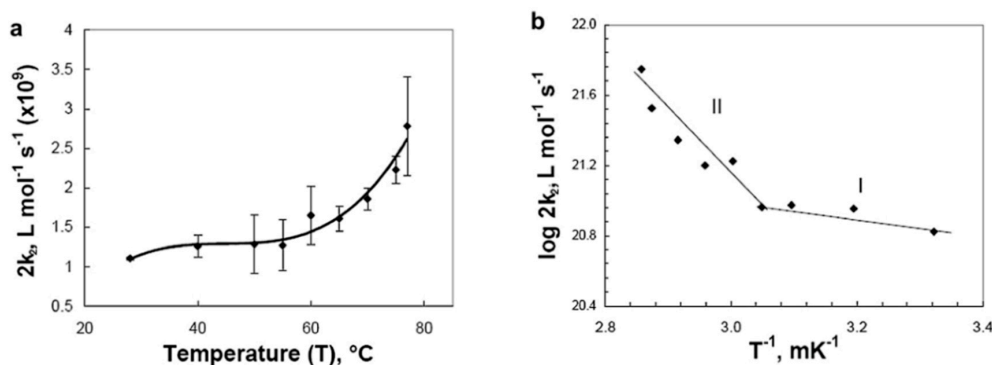 a
4
3.5
3
2.5
2
1.5
1
0.5
20
40
60
80
2k₂, L mol⁻¹ s⁻¹ (x10⁹)
Temperature (T), °C
b
22.0
21.6
21.2
20.8
20.4
2.8
3.0
3.2
3.4
log 2k₂, L mol⁻¹ s⁻¹
II
I
T⁻¹, mK⁻¹